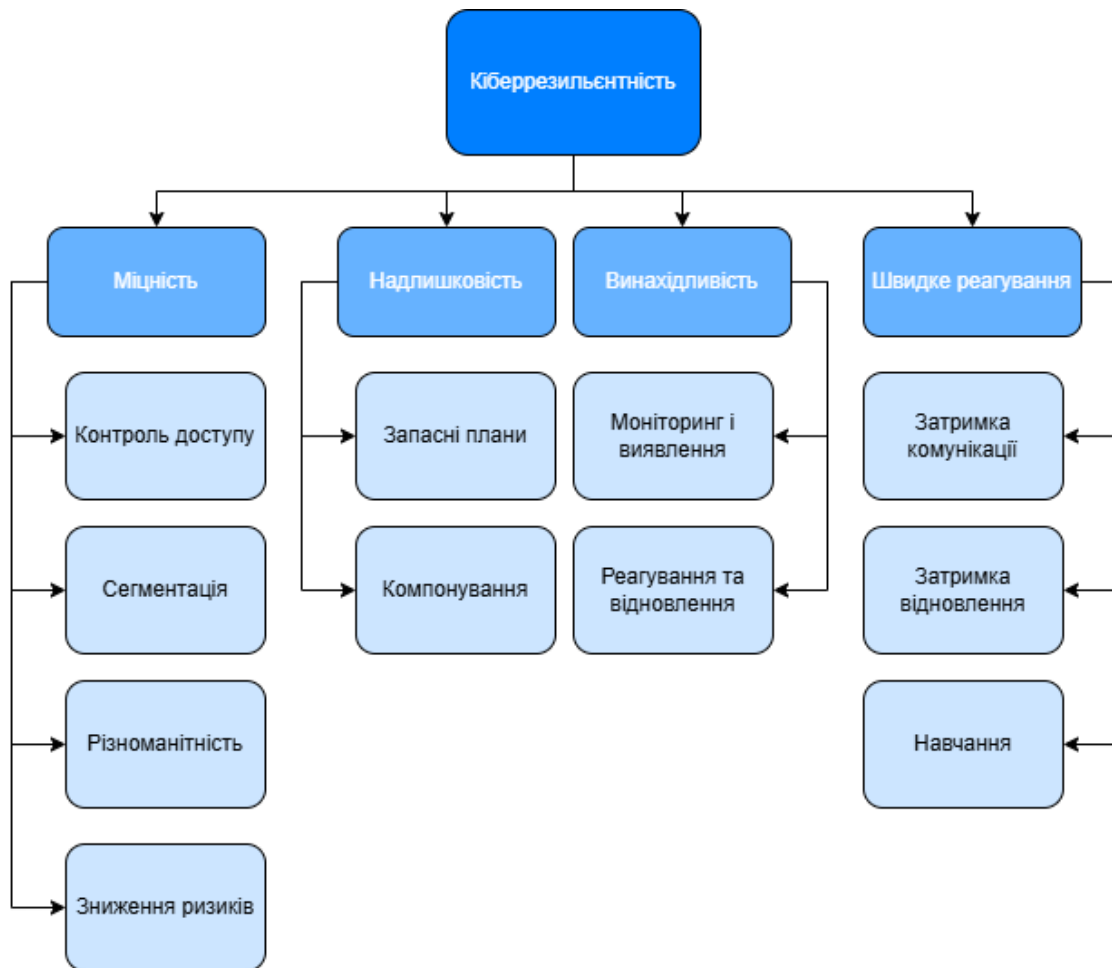 Кіберрезильєнтність
Міцність
Надлишковість
Винахідливість
Швидке реагування
Контроль доступу
Запасні плани
Моніторинг і
виявлення
Затримка
комунікації
Сегментація
Компонування
Реагування та
відновлення
Затримка
відновлення
Різноманітність
Навчання
Зниження ризиків